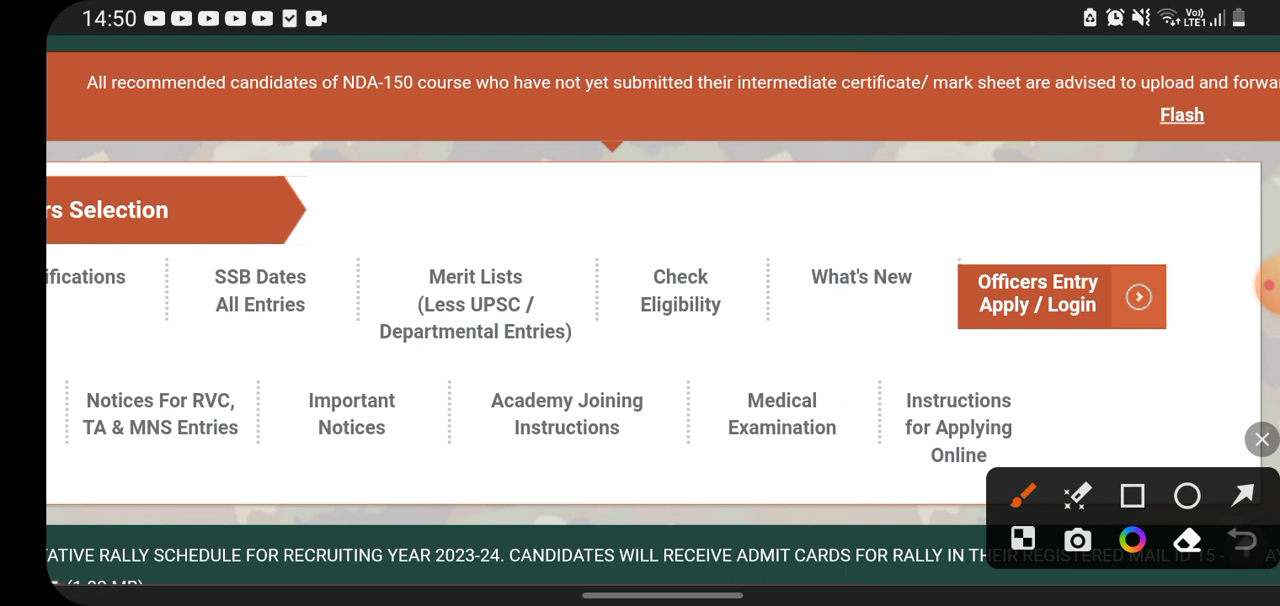 14:50
Vo)
LTE1
All recommended candidates of NDA-150 course who have not yet submitted their intermediate certificate/ mark sheet are advised to upload and forwa
Flash
rs Selection
ifications
SSB Dates
All Entries
Merit Lists
(Less UPSC /
Departmental Entries)
Check
Eligibility
What's New
Officers Entry
Apply / Login
Notices For RVC,
TA & MNS Entries
Important
Notices
Academy Joining
Instructions
Medical
Examination
Instructions
for Applying
Online
ATIVE RALLY SCHEDULE FOR RECRUITING YEAR 2023-24. CANDIDATES WILL RECEIVE ADMIT CARDS FOR RALLY IN THEIR REGISTERED MAIL ID 15 -